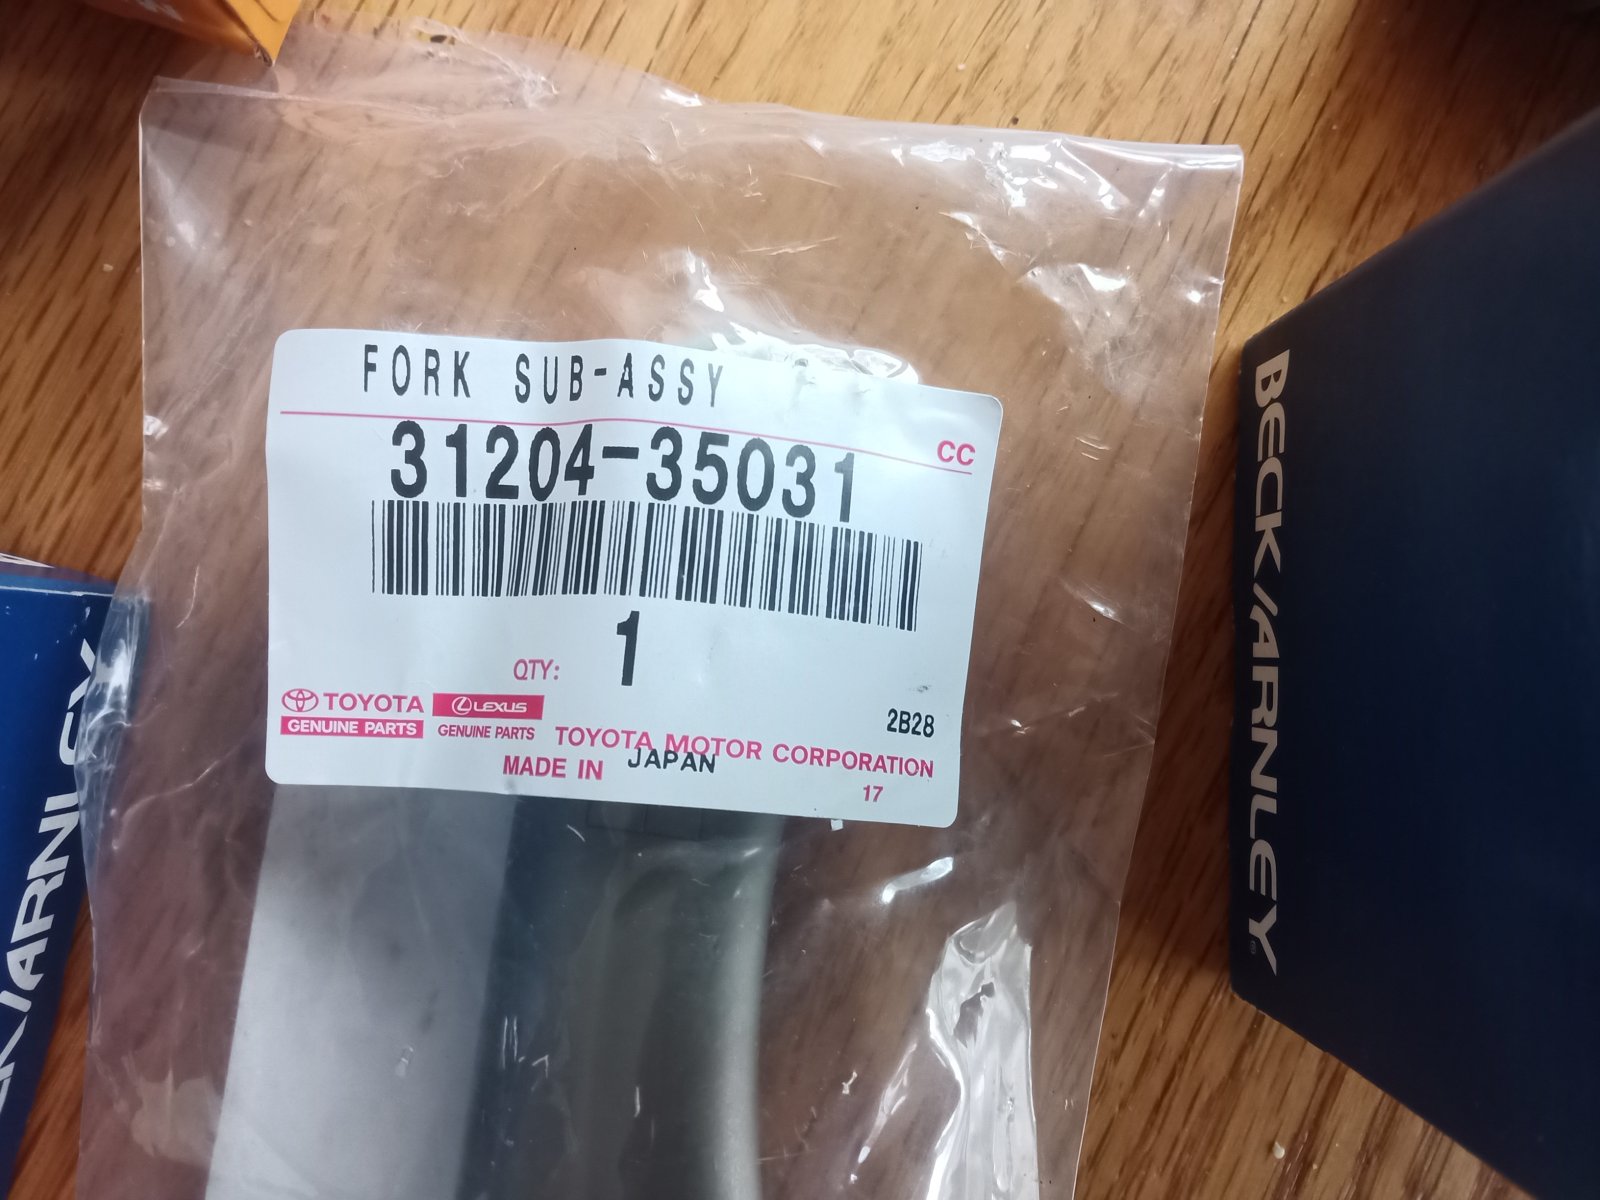 FORK SUB-ASSY
31204-35031
CC
QTY: 1
TOYOTA
GENUINE PARTS
LEXUS
GENUINE PARTS
2B28
TOYOTA MOTOR CORPORATION
MADE IN JAPAN
17
BECK/ARNLEY®
K/ARNLEY